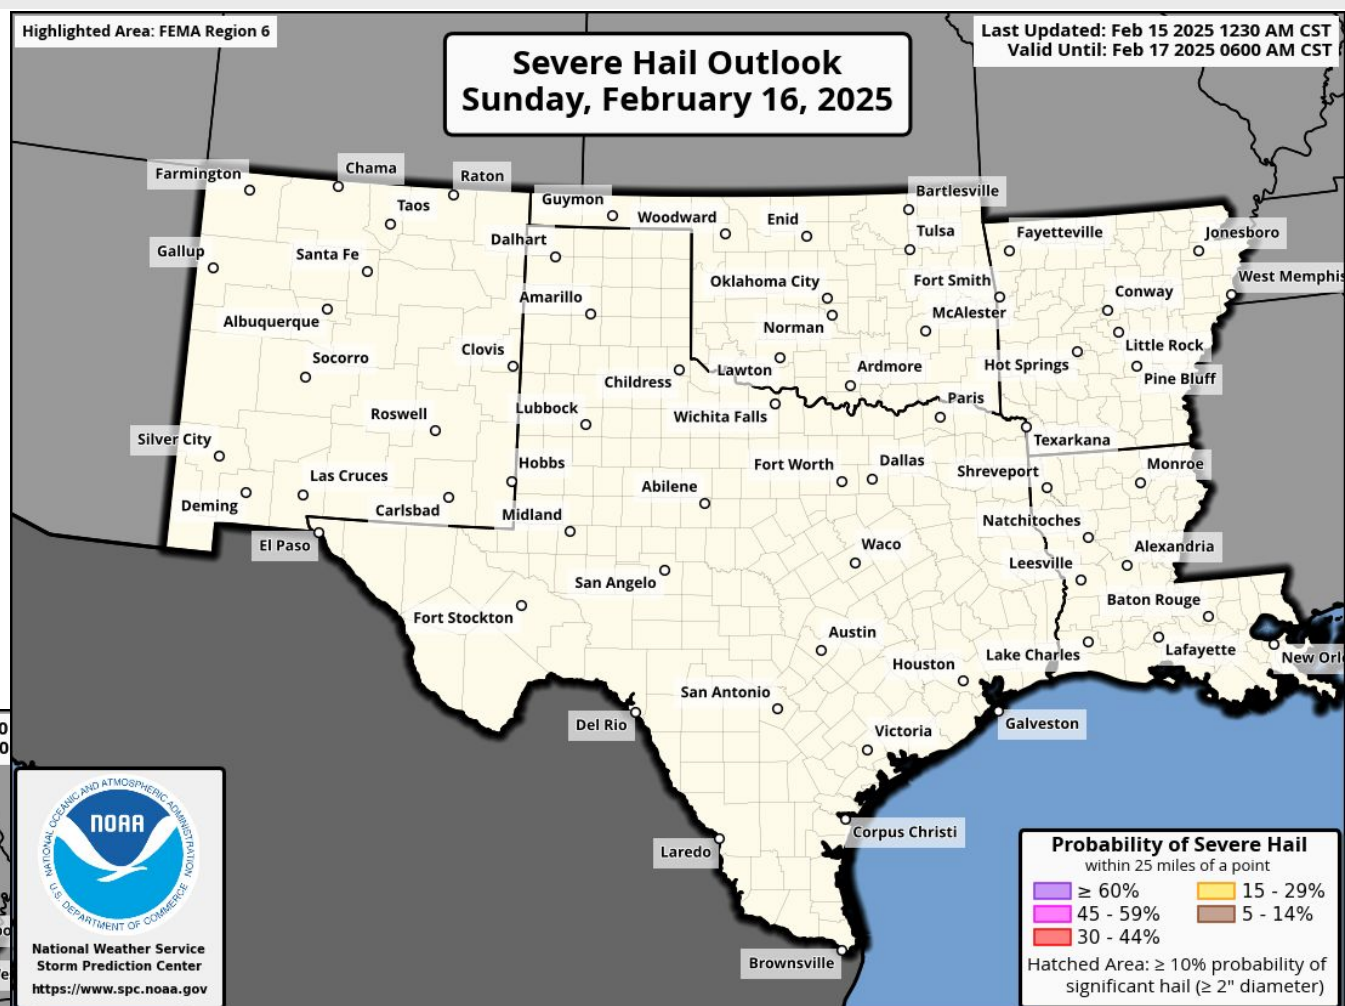 Highlighted Area: FEMA Region 6
Last Updated: Feb 15 2025 1230 AM CST
Valid Until: Feb 17 2025 0600 AM CST
Severe Hail Outlook
Sunday, February 16, 2025
Farmington
Chama
Raton
Guymon
Bartlesville
Taos
Woodward
Enid
Tulsa
Fayetteville
Jonesboro
Gallup
Santa Fe
Dalhart
Oklahoma City
Fort Smith
West Memphis
Albuquerque
Amarillo
Norman
McAlester
Conway
Socorro
Clovis
Childress
Lawton
Ardmore
Hot Springs
Little Rock
Pine Bluff
Roswell
Lubbock
Wichita Falls
Paris
Silver City
Texarkana
Las Cruces
Hobbs
Abilene
Fort Worth
Dallas
Shreveport
Monroe
Deming
Carlsbad
Midland
Natchitoches
El Paso
San Angelo
Waco
Leesville
Alexandria
Fort Stockton
Baton Rouge
Austin
Houston
Lake Charles
Lafayette
New Orl
San Antonio
Del Rio
Galveston
Victoria
Corpus Christi
Laredo
Brownsville
0
0
NATIONAL OCEANIC AND ATMOSPHERIC ADMINISTRATION
NOAA
U.S. DEPARTMENT OF COMMERCE
National Weather Service
Storm Prediction Center
https://www.spc.noaa.gov
Probability of Severe Hail
within 25 miles of a point
≥ 60%
15 - 29%
45 - 59%
5 - 14%
30 - 44%
Hatched Area: ≥ 10% probability of
significant hail (≥ 2" diameter)